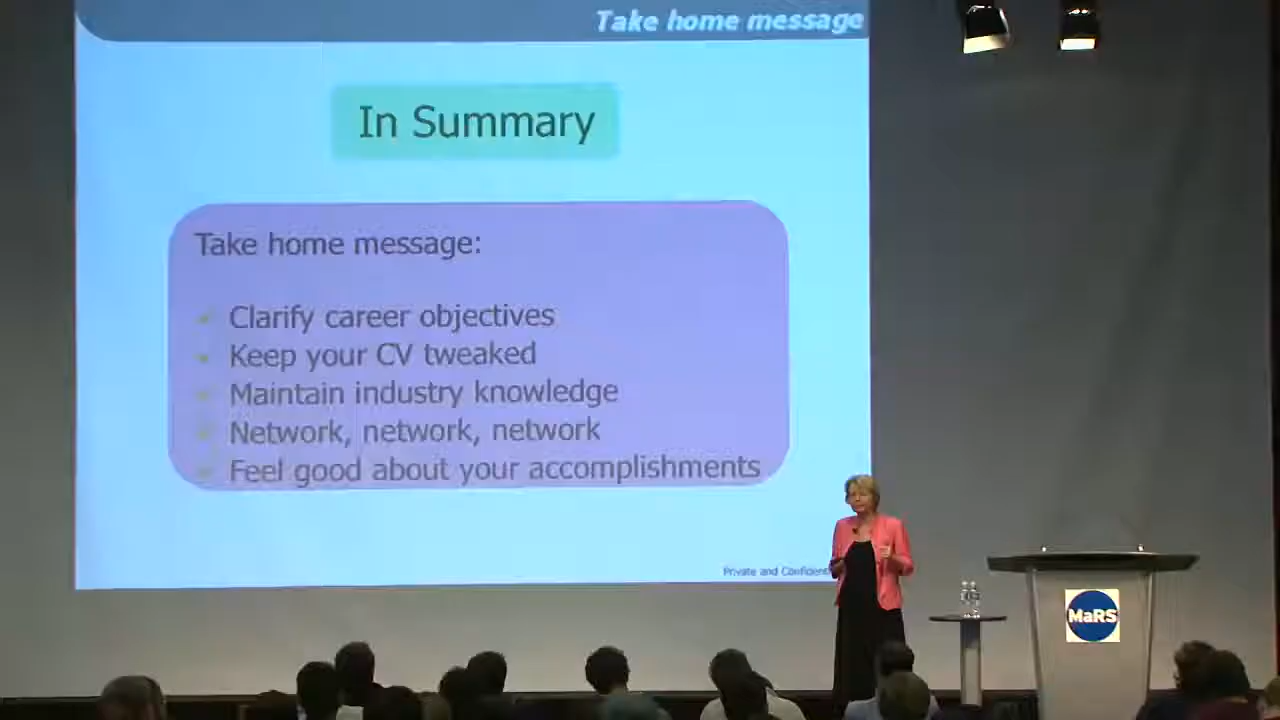 Take home message
In Summary
Take home message:
Clarify career objectives
Keep your CV tweaked
Maintain industry knowledge
Network, network, network
Feel good about your accomplishments
Private and Confident
MaRS